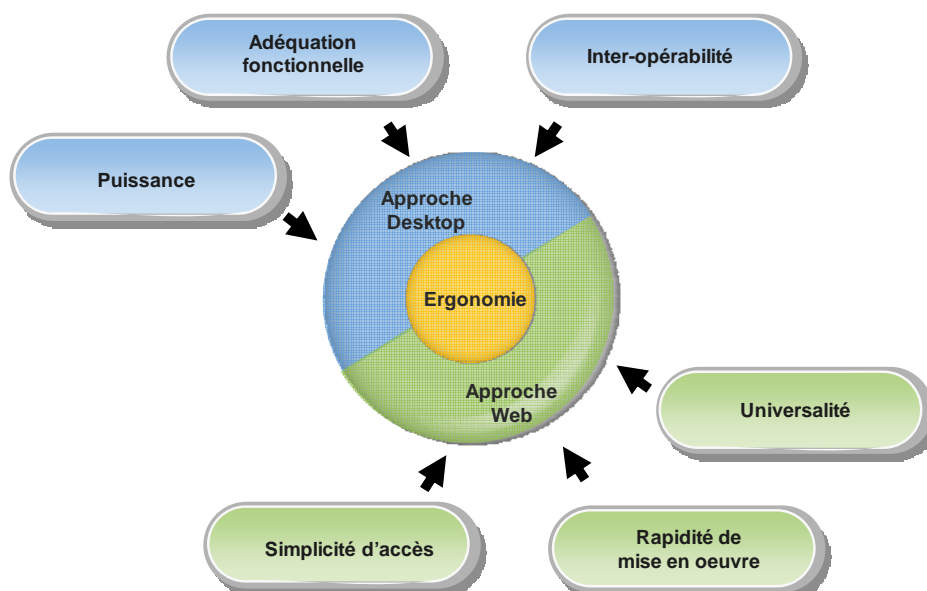 Adéquation
fonctionnelle
Inter-opérabilité
Puissance
Approche
Desktop
Ergonomie
Approche
Web
Universalité
Simplicité d'accès
Rapidité de
mise en oeuvre